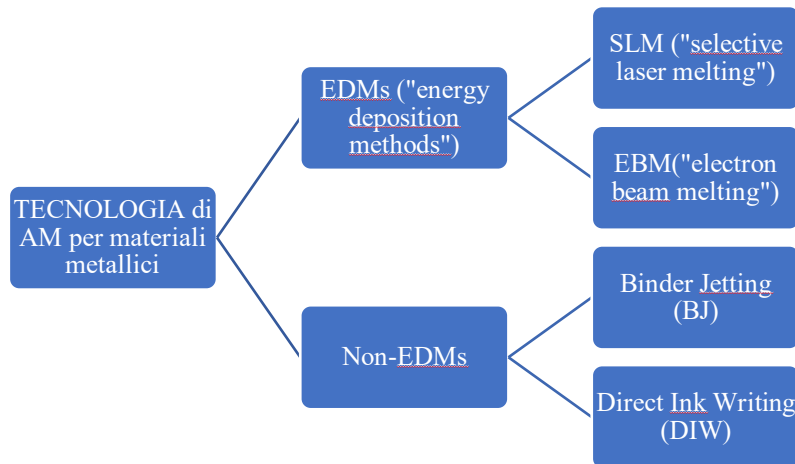 TECNOLOGIA di
AM per materiali
metallici
EDMs ("energy
deposition
methods")
SLM ("selective
laser melting")
EBM("electron
beam melting")
Non-EDMs
Binder Jetting
(BJ)
Direct Ink Writing
(DIW)